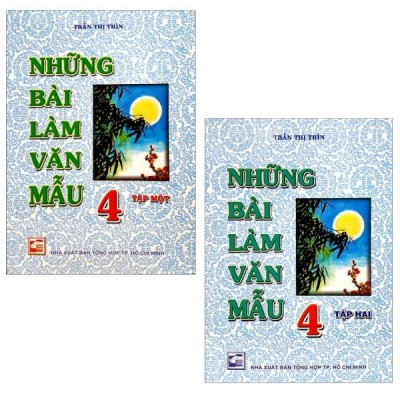 TRẦN THỊ THÌN
NHỮNG
BÀI
LÀM
VĂN
MẪU
4 TẬP MỘT
NHÀ XUẤT BẢN TỔNG HỢP TP. HỒ CHÍ MINH
TRẦN THỊ THÌN
NHỮNG
BÀI
LÀM
VĂN
MẪU
4 TẬP HAI
NHÀ XUẤT BẢN TỔNG HỢP TP. HỒ CHÍ MINH